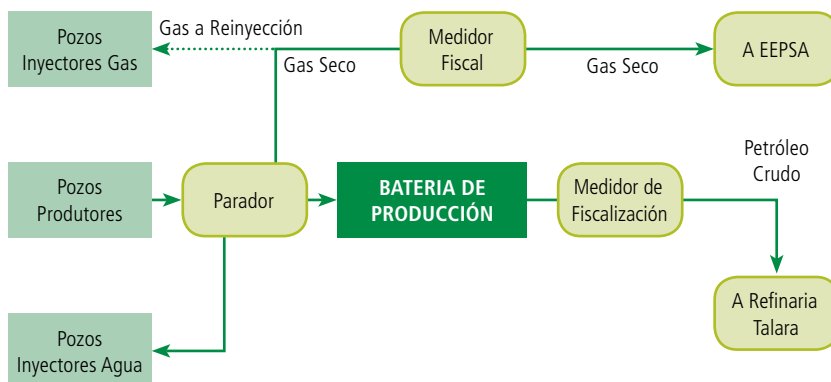 Pozos
Inyectores Gas
Gas a Reinyección
Gas Seco
Medidor
Fiscal
Gas Seco
A EEPSA
Pozos
Produtores
Parador
BATERIA DE
PRODUCCIÓN
Medidor de
Fiscalización
Petróleo
Crudo
A Refinaria
Talara
Pozos
Inyectores Agua